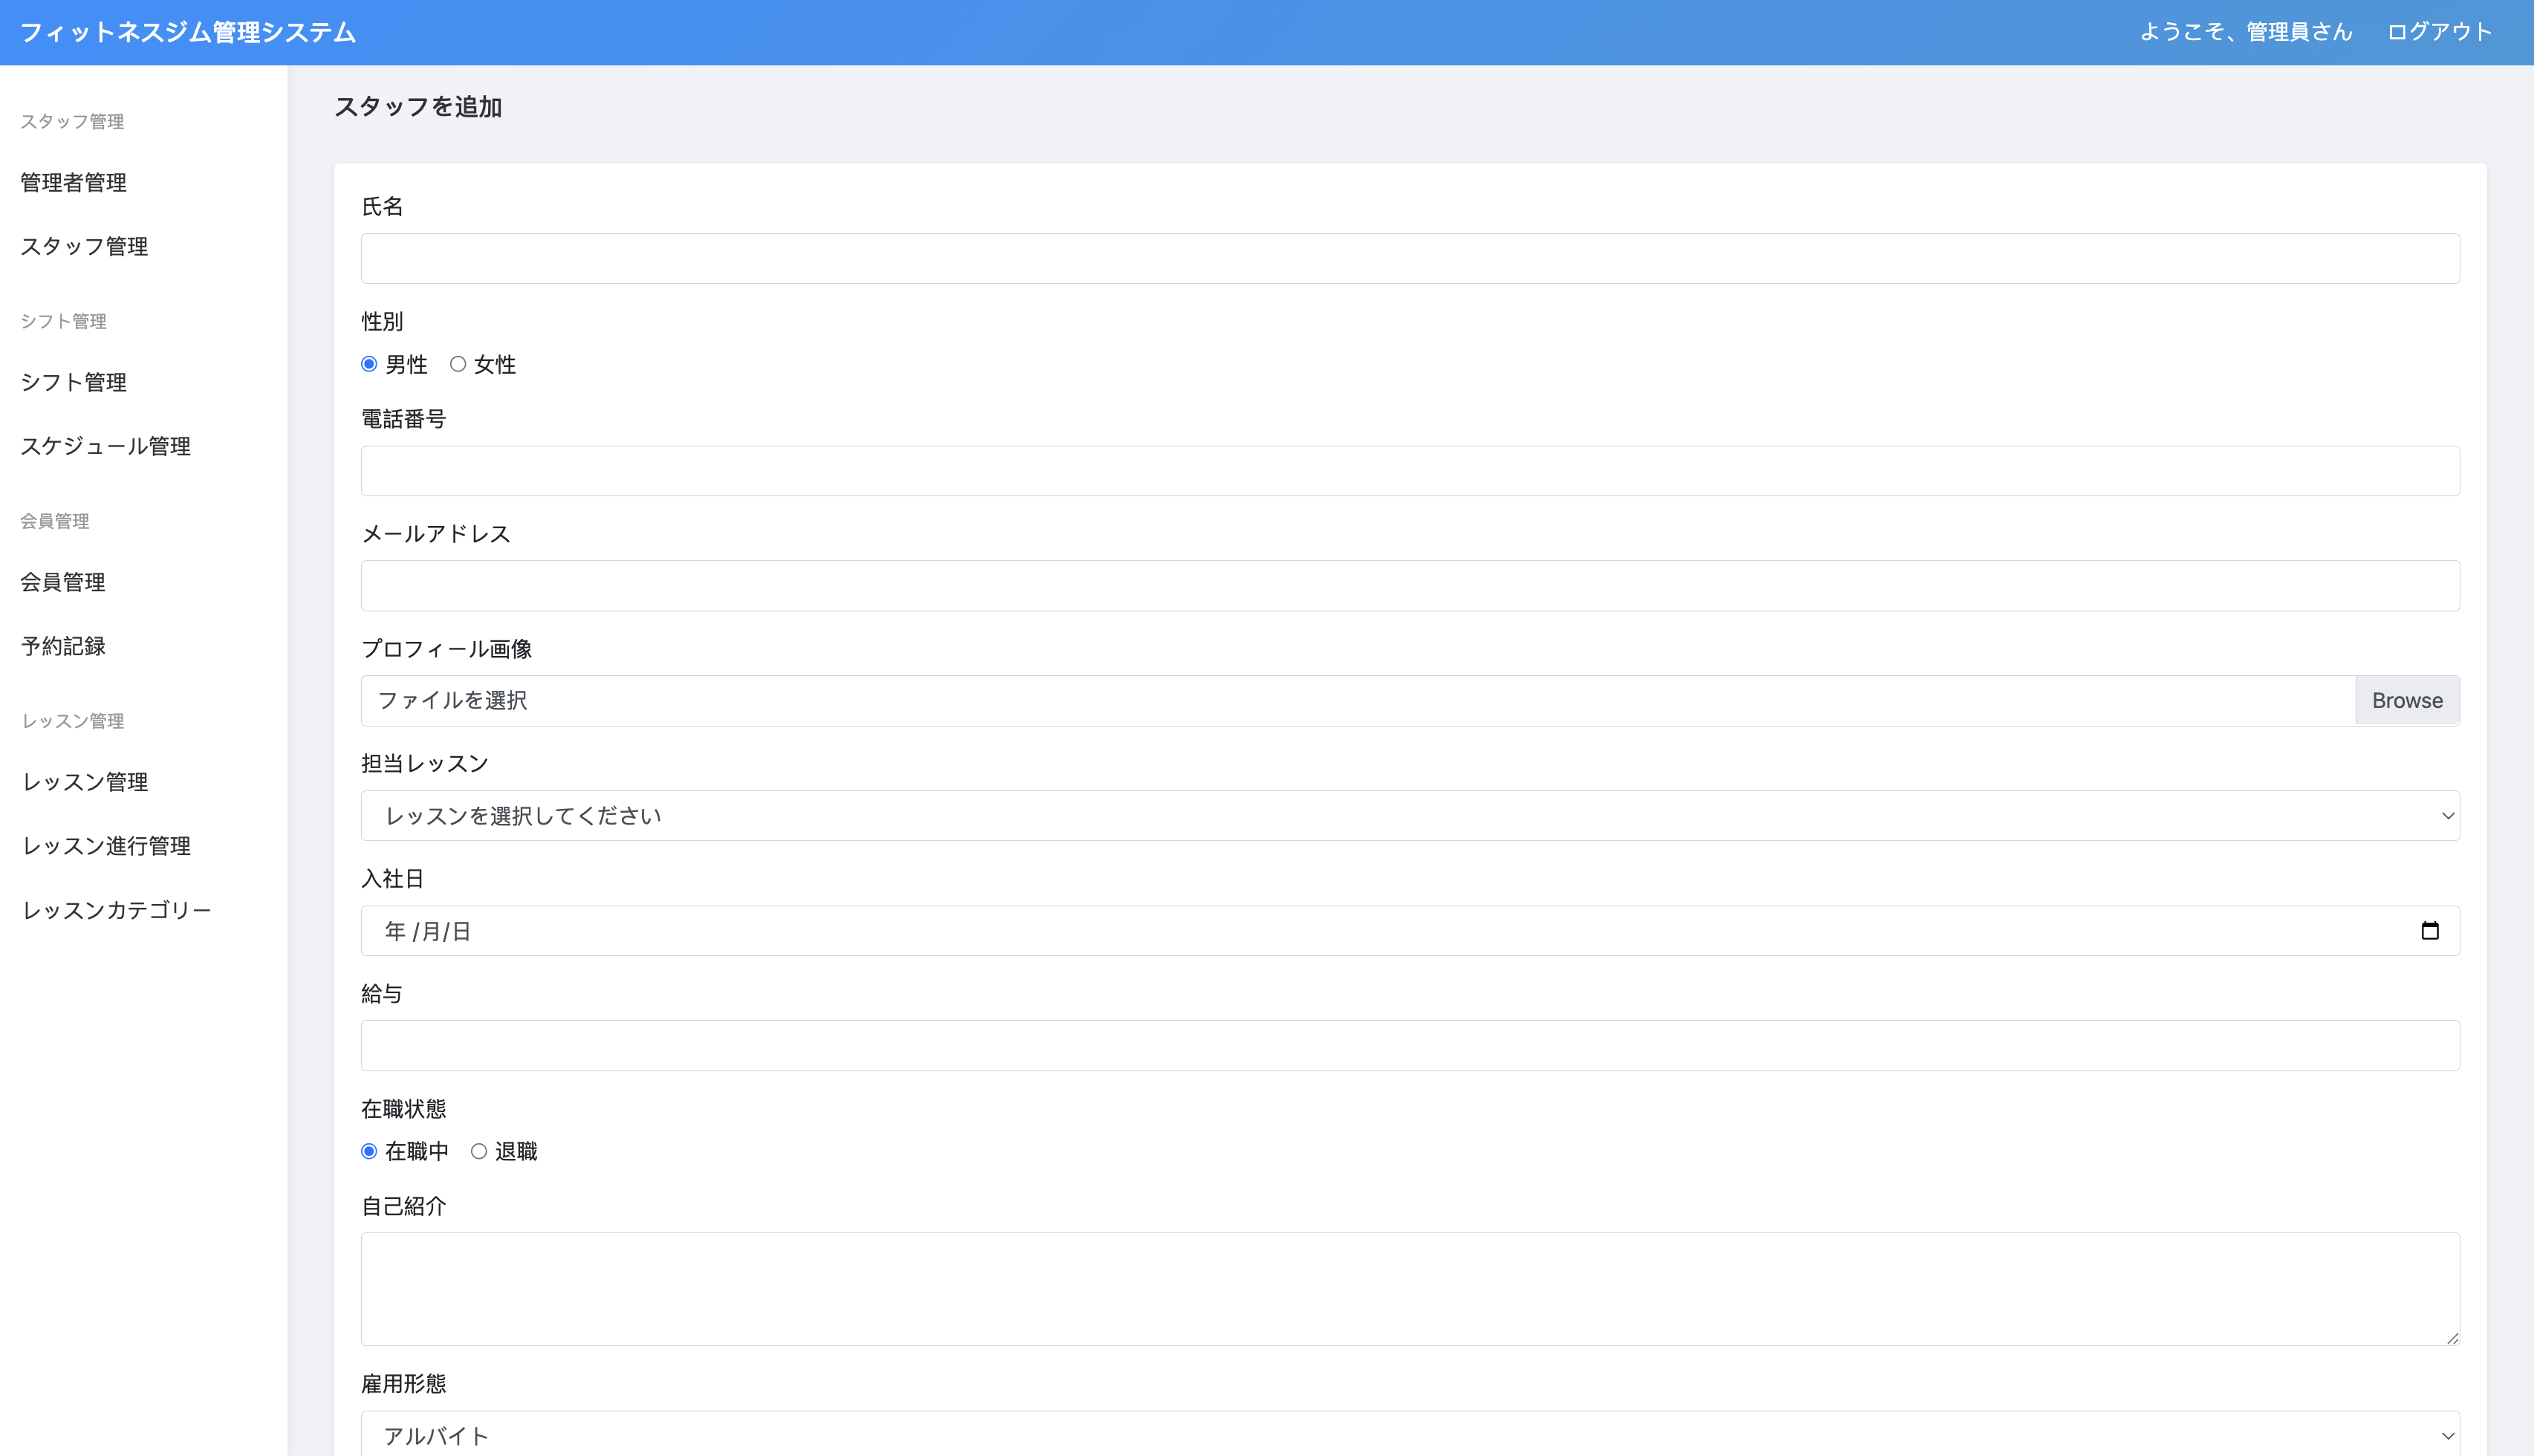 フィットネスジム管理システム
ようこそ、管理員さん ログアウト
スタッフ管理
管理者管理
スタッフ管理
シフト管理
シフト管理
スケジュール管理
会員管理
会員管理
予約記録
レッスン管理
レッスン管理
レッスン進行管理
レッスンカテゴリー
スタッフを追加
氏名
性別
男性 女性
電話番号
メールアドレス
プロフィール画像
ファイルを選択 Browse
担当レッスン
レッスンを選択してください
入社日
年 /月/日
給与
在職状態
在職中 退職
自己紹介
雇用形態
アルバイト